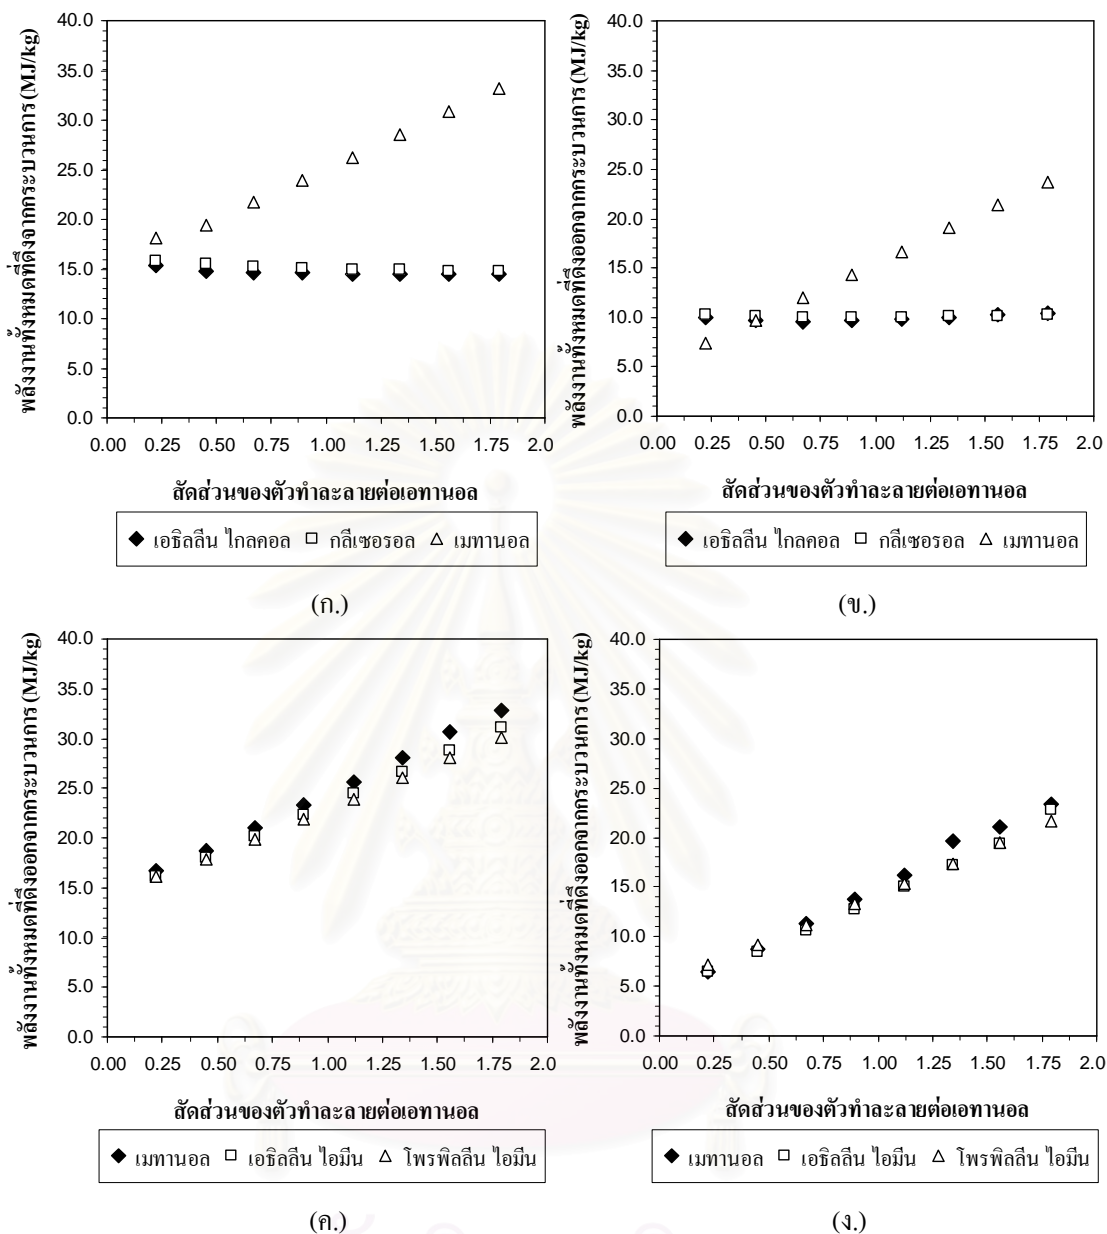 พลังงานทั้งหมดที่ดึงจากกระบวนการ (MJ/kg)
40.0
35.0
30.0
25.0
20.0
15.0
10.0
5.0
0.0
0.00 0.25 0.50 0.75 1.00 1.25 1.50 1.75 2.0
สัดส่วนของตัวทำละลายต่อเอทานอล
เอธิลลีน ไกลคอล กลีเซอรอล เมทานอล
(ก.)
พลังงานทั้งหมดที่ดึงออกจากกระบวนการ (MJ/kg)
40.0
35.0
30.0
25.0
20.0
15.0
10.0
5.0
0.0
0.00 0.25 0.50 0.75 1.00 1.25 1.50 1.75 2.0
สัดส่วนของตัวทำละลายต่อเอทานอล
เอธิลลีน ไกลคอล กลีเซอรอล เมทานอล
(ข.)
พลังงานทั้งหมดที่ดึงออกจากกระบวนการ (MJ/kg)
40.0
35.0
30.0
25.0
20.0
15.0
10.0
5.0
0.0
0.00 0.25 0.50 0.75 1.00 1.25 1.50 1.75 2.0
สัดส่วนของตัวทำละลายต่อเอทานอล
เมทานอล เอธิลลีน ไอมีน โพรพิลลีน ไอมีน
(ค.)
พลังงานทั้งหมดที่ดึงออกจากกระบวนการ (MJ/kg)
40.0
35.0
30.0
25.0
20.0
15.0
10.0
5.0
0.0
0.00 0.25 0.50 0.75 1.00 1.25 1.50 1.75 2.0
สัดส่วนของตัวทำละลายต่อเอทานอล
เมทานอล เอธิลลีน ไอมีน โพรพิลลีน ไอมีน
(ง.)